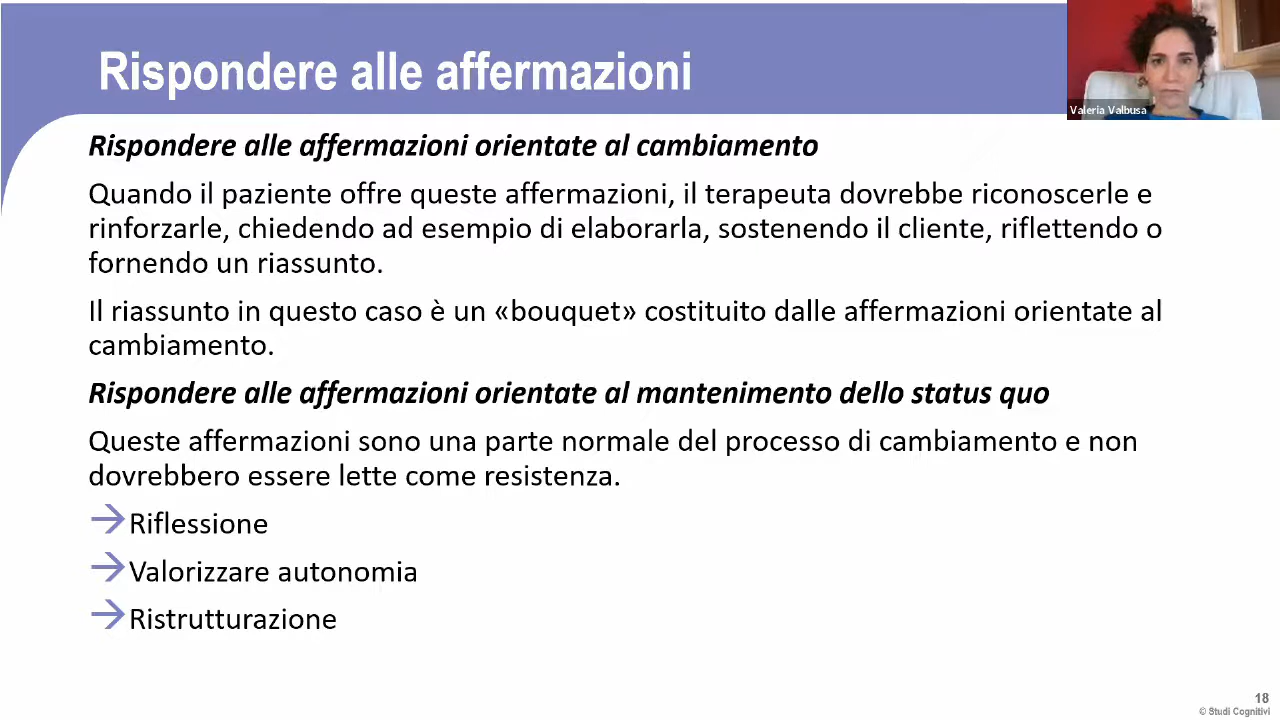 Rispondere alle affermazioni
Valeria Valbusa
Rispondere alle affermazioni orientate al cambiamento
Quando il paziente offre queste affermazioni, il terapeuta dovrebbe riconoscerle e
rinforzarle, chiedendo ad esempio di elaborarla, sostenendo il cliente, riflettendo o
fornendo un riassunto.
Il riassunto in questo caso è un «bouquet» costituito dalle affermazioni orientate al
cambiamento.
Rispondere alle affermazioni orientate al mantenimento dello status quo
Queste affermazioni sono una parte normale del processo di cambiamento e non
dovrebbero essere lette come resistenza.
→Riflessione
→Valorizzare autonomia
→Ristrutturazione
18
© Studi Cognitivi